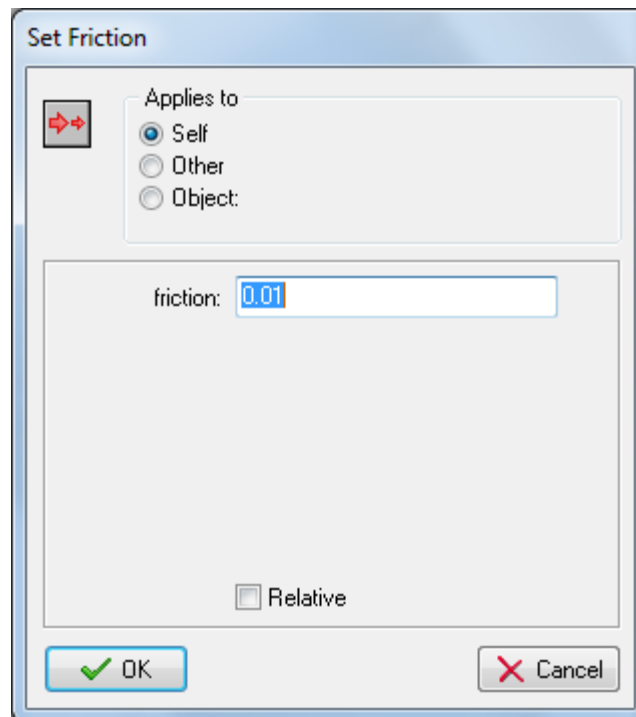 Set Friction
Applies to
Self
Other
Object:
friction: 0.01
Relative
OK Cancel